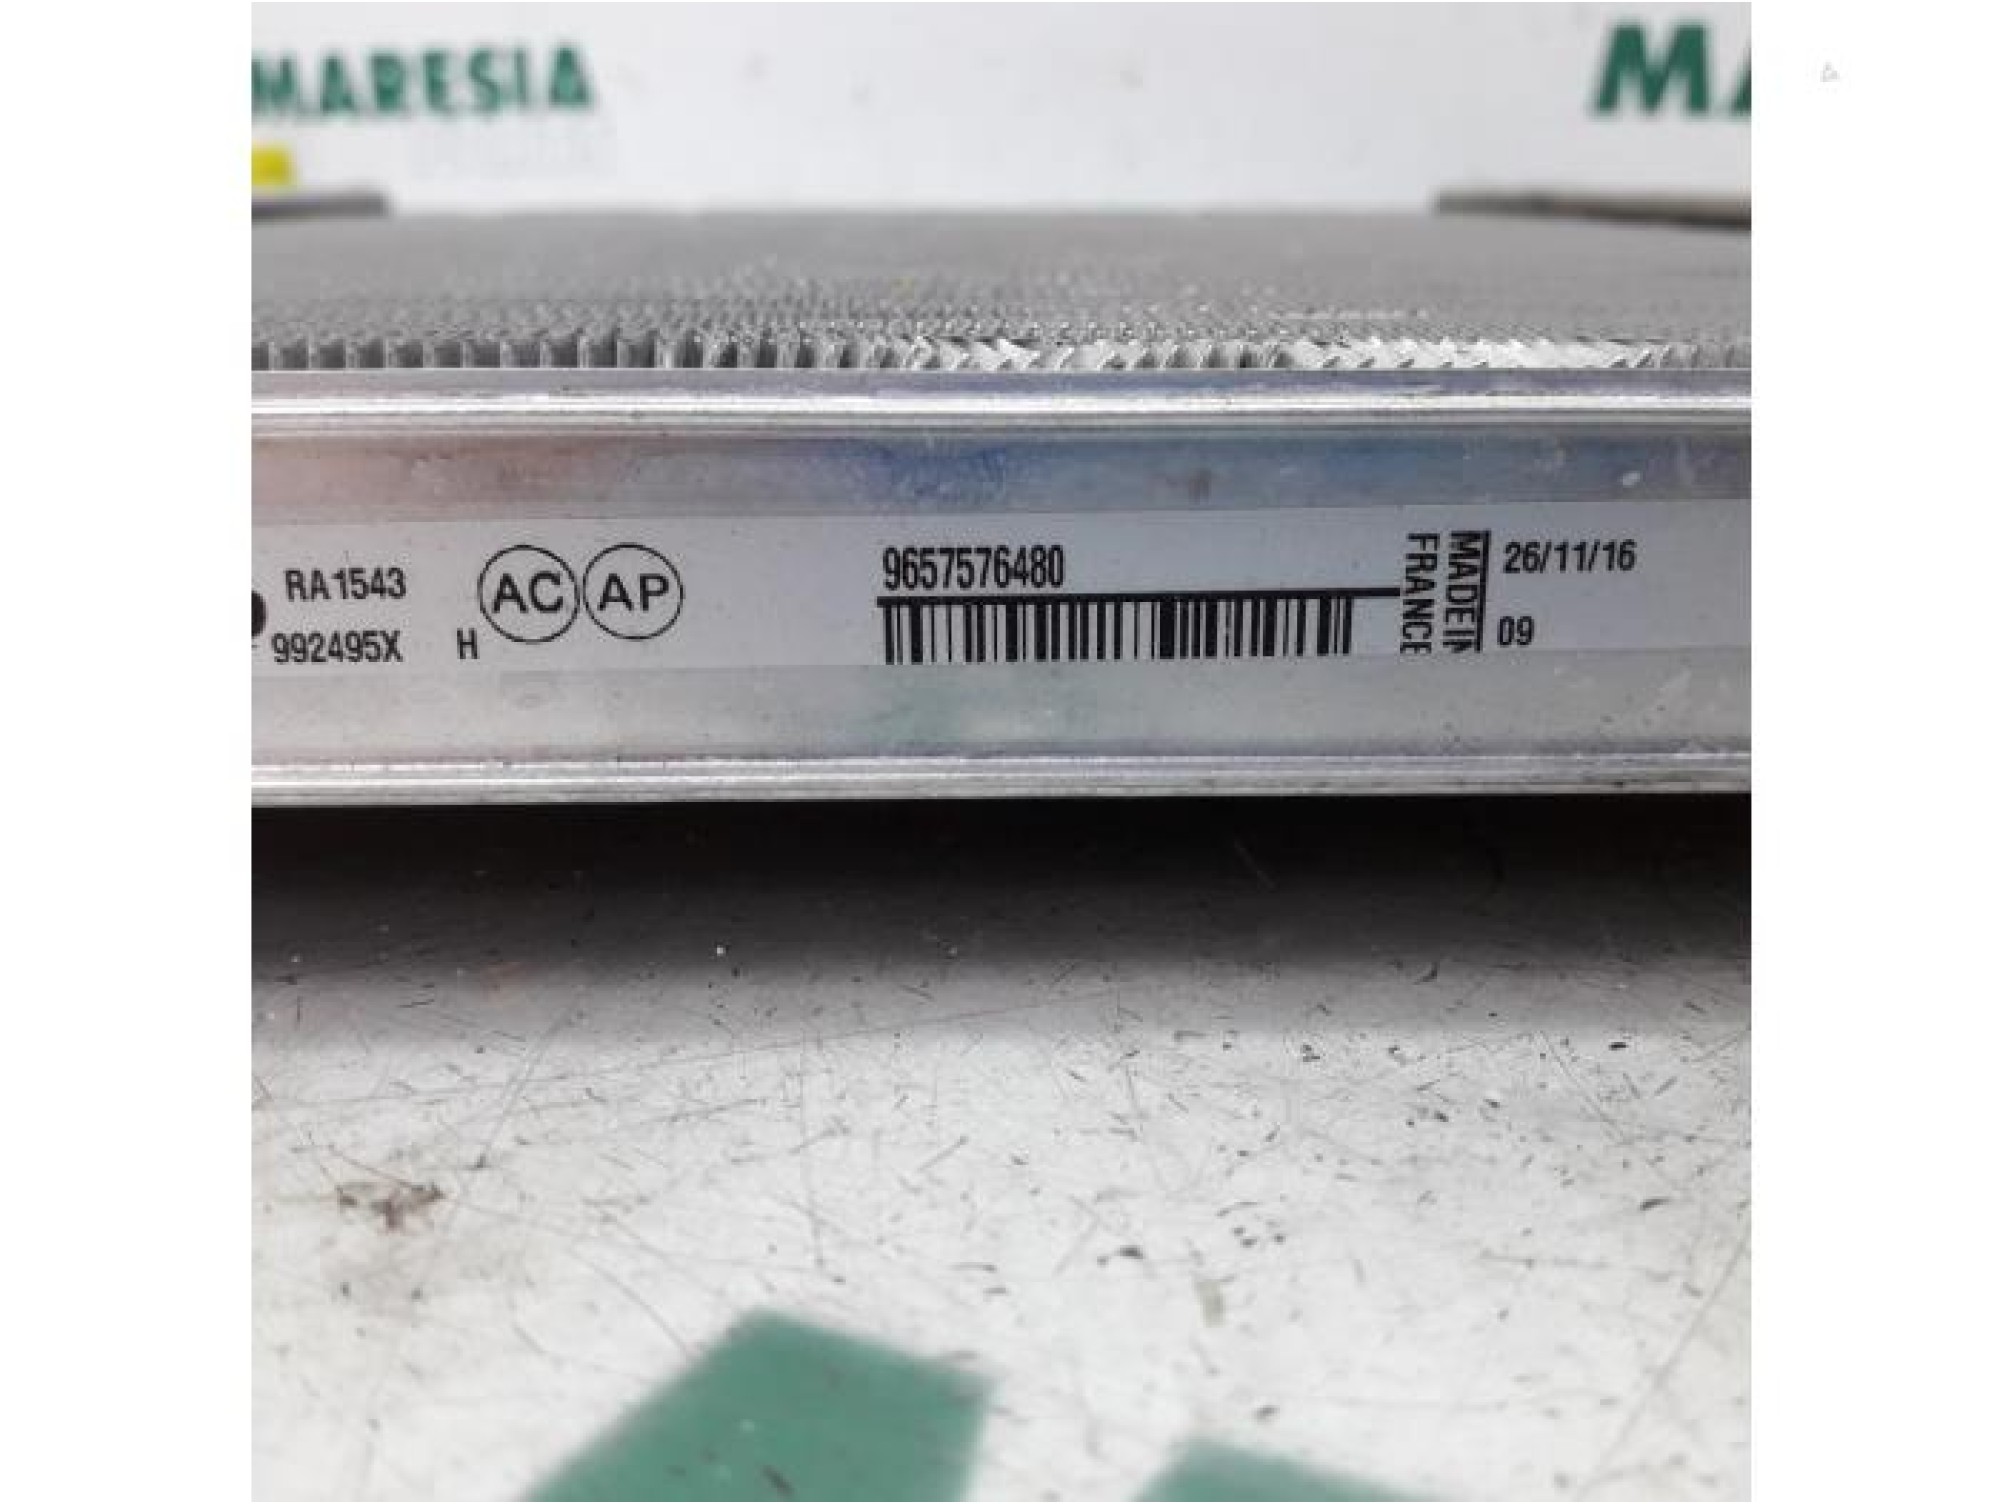 MARESIA
MA
RA1543
992495X
H
AC
AP
9657576480
MADE IN
FRANCE
26/11/16
09